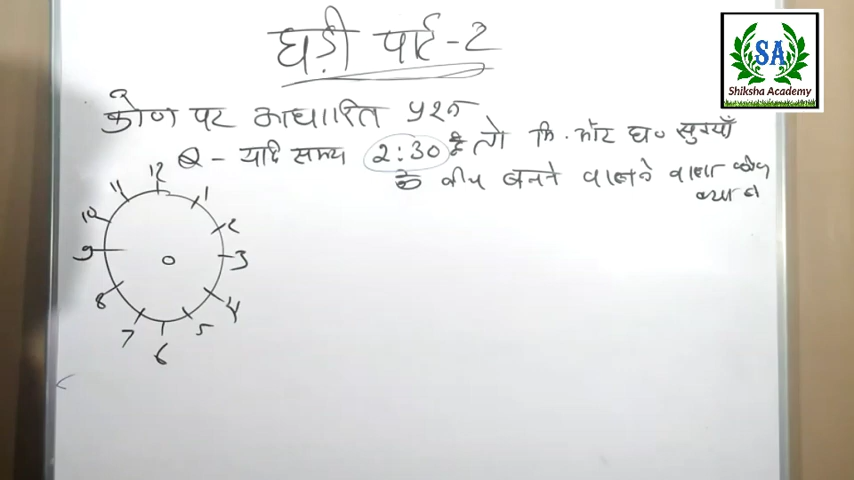 घड़ी पार्ट-2
SA
Shiksha Academy
कोण पर आधारित प्रश्न
Q - यदि समय 2:30 है तो मि. और घ० सुइयाँ
के बीच बनने वाला कोण
क्या
12
11 1
10 2
9 0 3
8 4
7 5
6